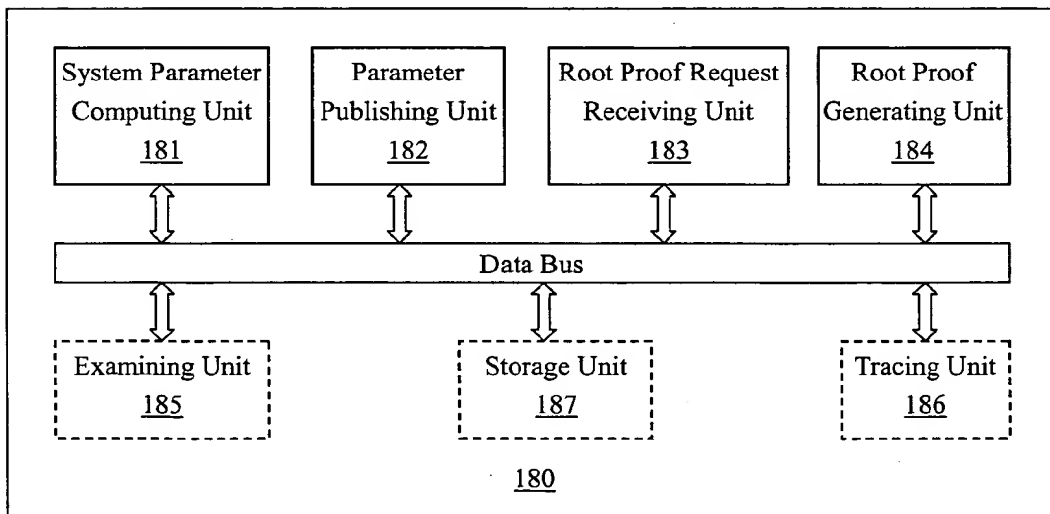 System Parameter
Computing Unit
181
Parameter
Publishing Unit
182
Root Proof Request
Receiving Unit
183
Root Proof
Generating Unit
184
Data Bus
Examining Unit
185
Storage Unit
187
Tracing Unit
186
180